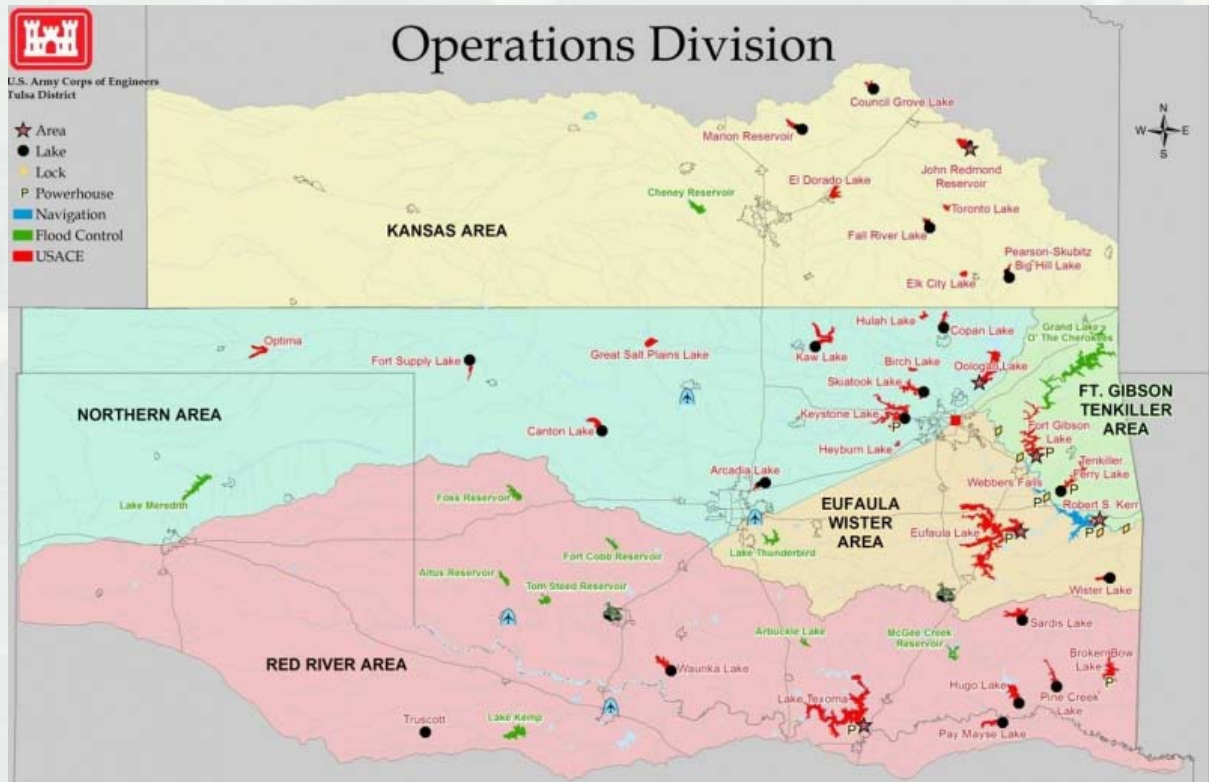 Operations Division
U.S. Army Corps of Engineers
Tulsa District
Area
Lake
Lock
P Powerhouse
Navigation
Flood Control
USACE
N
W E
S
Council Grove Lake
Marion Reservoir
John Redmond
Reservoir
El Dorado Lake
Cheney Reservoir
Toronto Lake
KANSAS AREA
Fall River Lake
Pearson-Skubitz
Big Hill Lake
Elk City Lake
Hulah Lake
Copan Lake
Grand Lake
O' The Cherokees
Optima
Great Salt Plains Lake
Fort Supply Lake
Kaw Lake
Birch Lake
Oologah Lake
Skiatook Lake
FT. GIBSON
TENKILLER
AREA
NORTHERN AREA
Keystone Lake
P
Canton Lake
Fort Gibson
Lake
P
P
Heyburn Lake
Tenkiller
Ferry Lake
P
Arcadia Lake
Webbers Falls
P
Lake Meredith
Foss Reservoir
EUFAULA
WISTER
AREA
Robert S. Kerr
P
Eufaula Lake
P
Lake Thunderbird
Fort Cobb Reservoir
Altus Reservoir
Tom Steed Reservoir
Wister Lake
Sardis Lake
Arbuckle Lake
McGee Creek
Reservoir
RED RIVER AREA
Waurika Lake
Broken Bow
Lake
P
Hugo Lake
Pine Creek
Lake
Lake Texoma
P
Truscott
Lake Kemp
Pay Mayse Lake